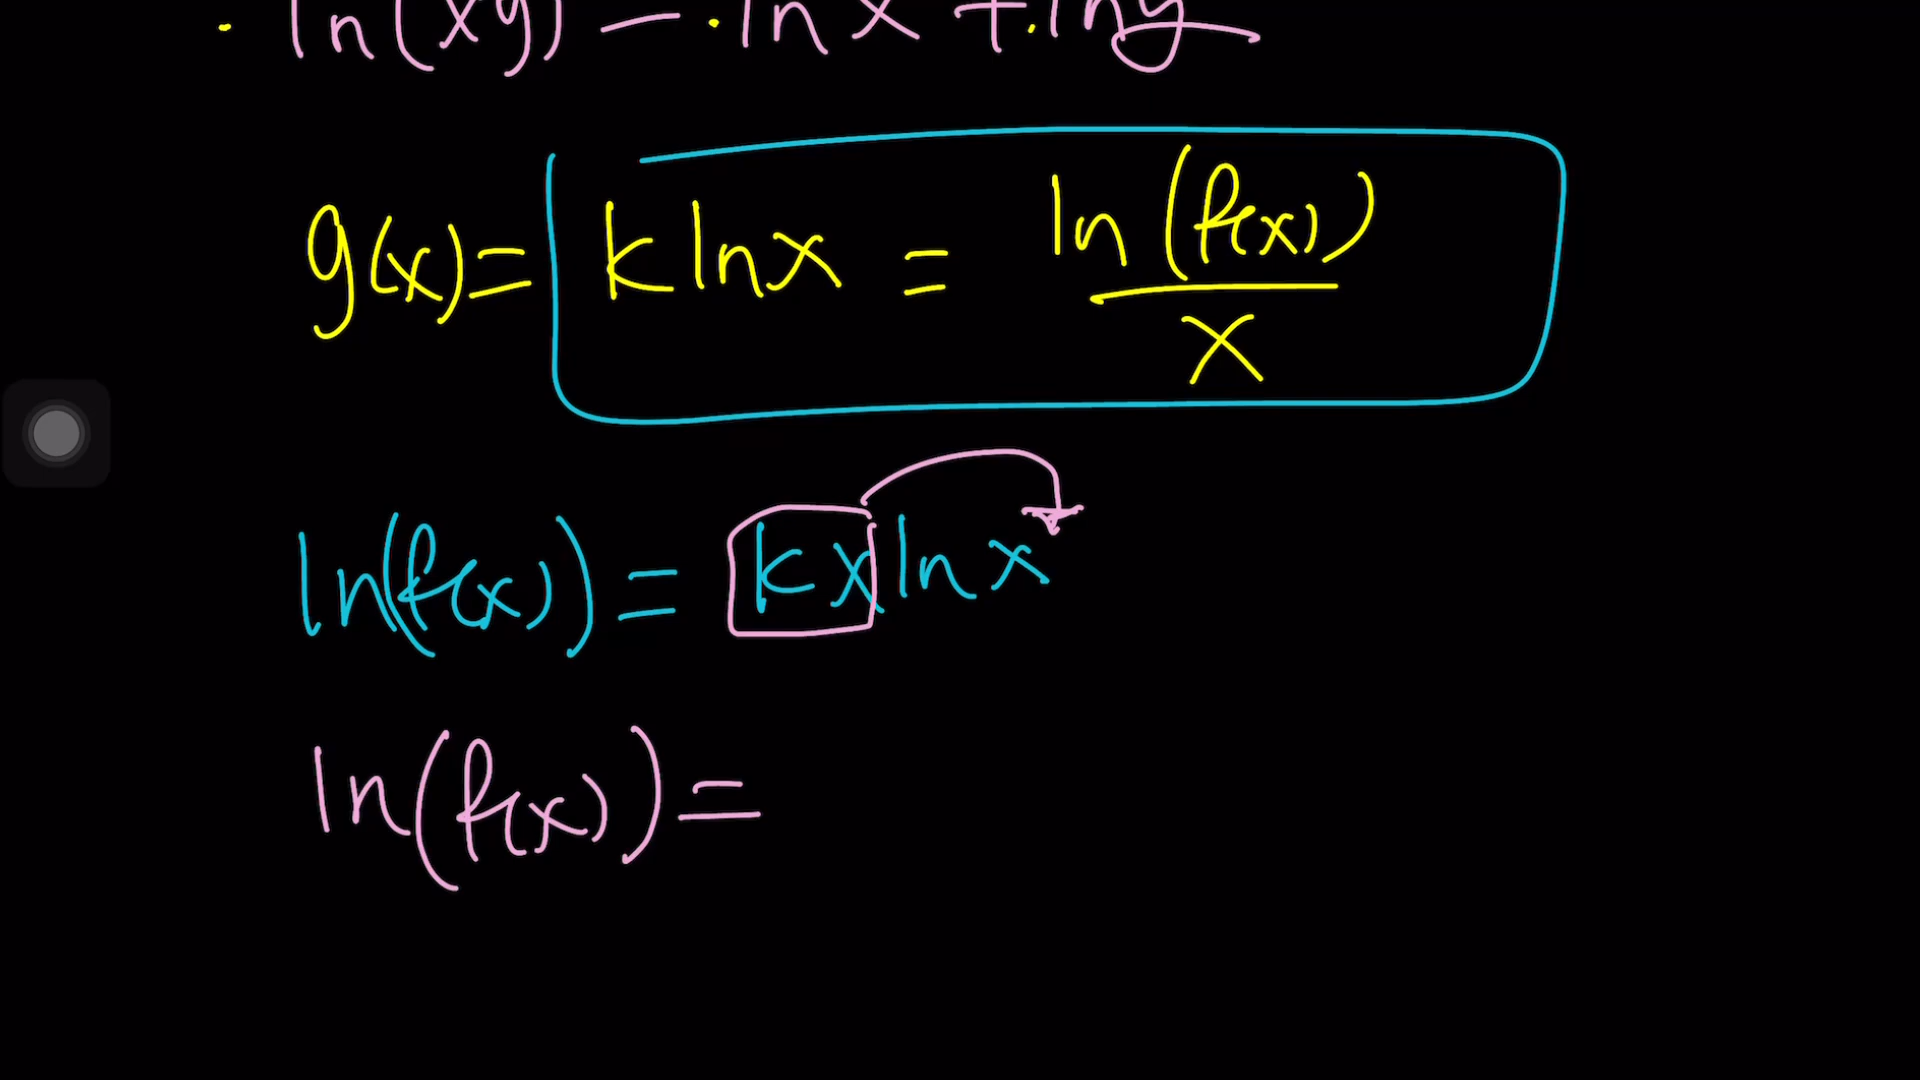 · ln(xy) = · ln x + · ln y
g(x) = k ln x = ln(f(x)) / x
ln(f(x)) = kx ln x
ln(f(x)) =